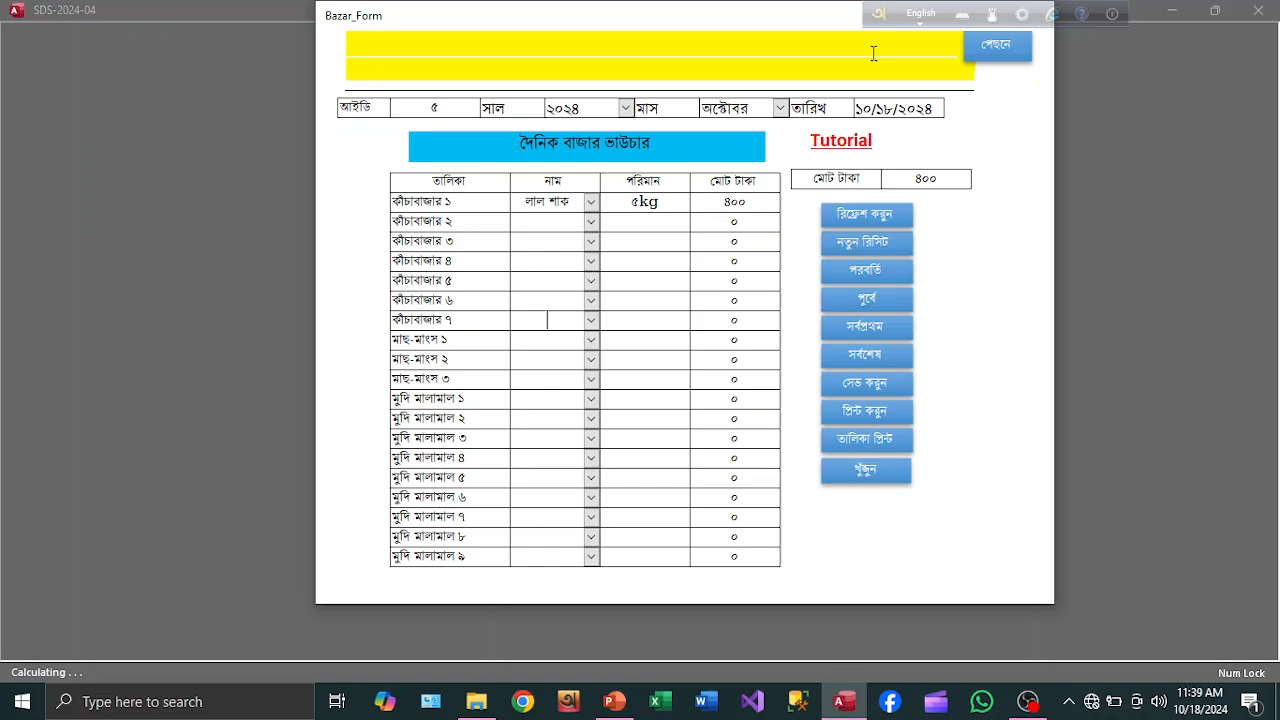 SDS-2024-04
Bazar_Form
English
পেছনে
আইডি ৫ সাল ২০২৪ মাস অক্টোবর তারিখ ১০/১৮/২০২৪
দৈনিক বাজার ভাউচার
Tutorial
মোট টাকা ৪০০
তালিকা নাম পরিমান মোট টাকা
কাঁচাবাজার ১ লাল শাক ৫kg ৪০০
কাঁচাবাজার ২ ০
কাঁচাবাজার ৩ ০
কাঁচাবাজার ৪ ০
কাঁচাবাজার ৫ ০
কাঁচাবাজার ৬ ০
কাঁচাবাজার ৭ ০
মাছ-মাংস ১ ০
মাছ-মাংস ২ ০
মাছ-মাংস ৩ ০
মুদি মালামাল ১ ০
মুদি মালামাল ২ ০
মুদি মালামাল ৩ ০
মুদি মালামাল ৪ ০
মুদি মালামাল ৫ ০
মুদি মালামাল ৬ ০
মুদি মালামাল ৭ ০
মুদি মালামাল ৮ ০
মুদি মালামাল ৯ ০
রিফ্রেশ করুন
নতুন রিসিট
পরবর্তি
পূর্বে
সর্বপ্রথম
সর্বশেষ
সেভ করুন
প্রিন্ট করুন
তালিকা প্রিন্ট
খুঁজুন
Calculating . . .
Num Lock
Type here to search
11:39 AM
10/18/2024